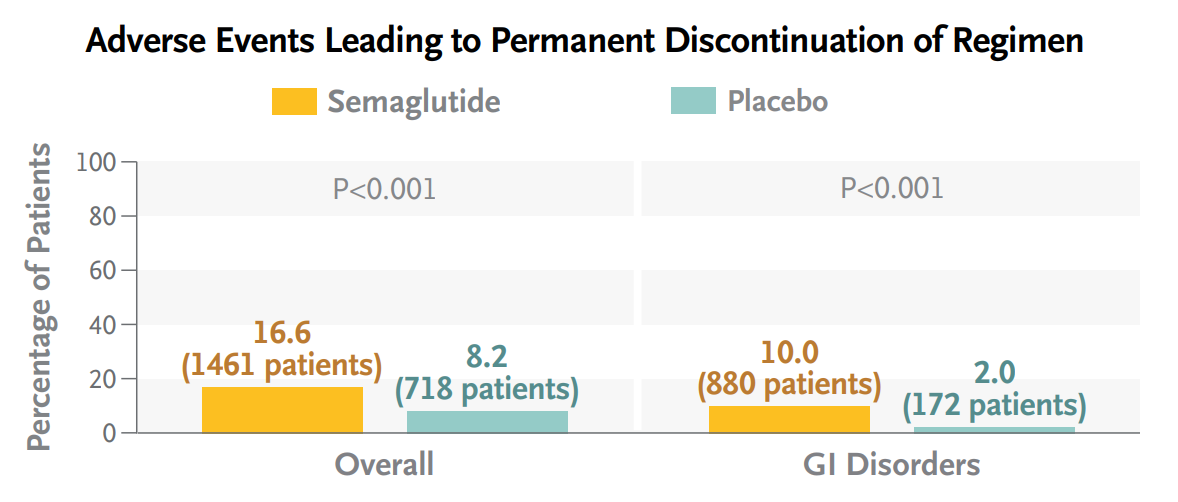 Adverse Events Leading to Permanent Discontinuation of Regimen
Semaglutide
Placebo
Percentage of Patients
100
80
60
40
20
0
P<0.001
16.6
(1461 patients)
8.2
(718 patients)
Overall
P<0.001
10.0
(880 patients)
2.0
(172 patients)
GI Disorders